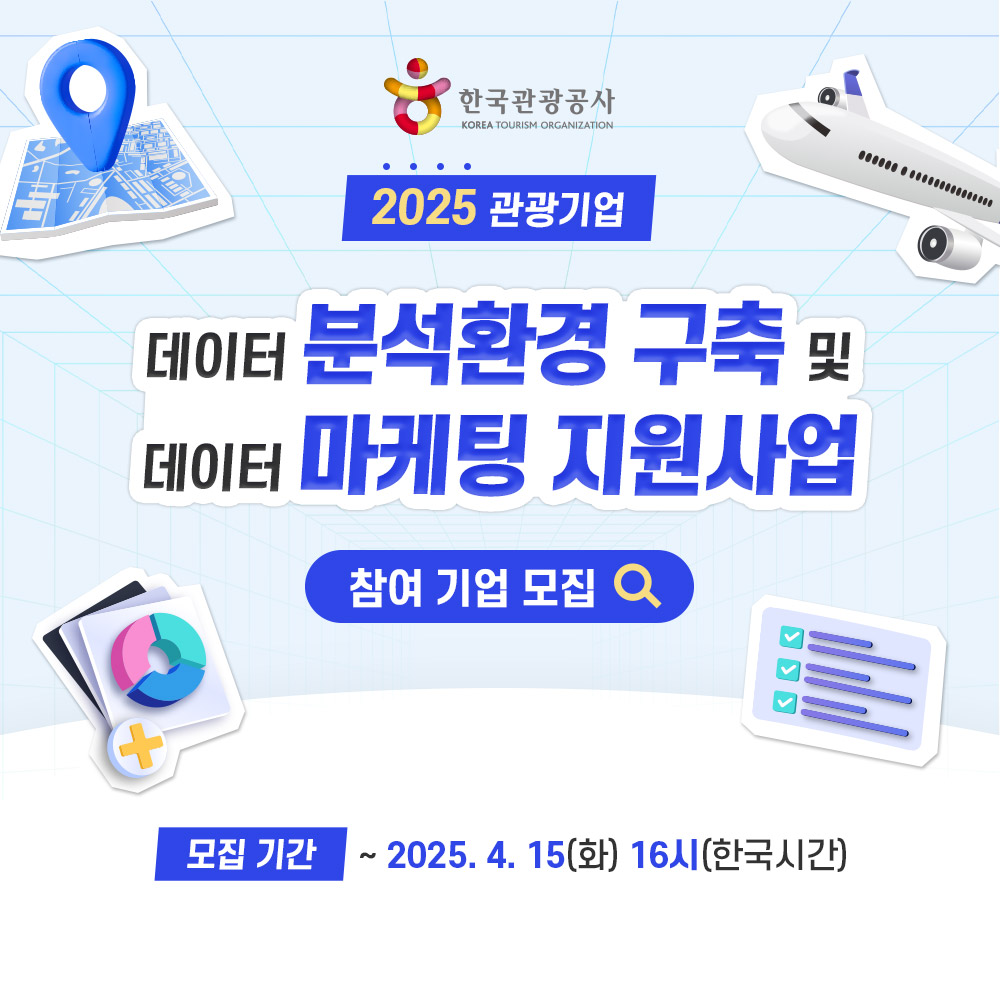 한국관광공사
KOREA TOURISM ORGANIZATION
2025 관광기업
데이터 분석환경 구축 및
데이터 마케팅 지원사업
참여 기업 모집
모집 기간 ~ 2025. 4. 15(화) 16시(한국시간)